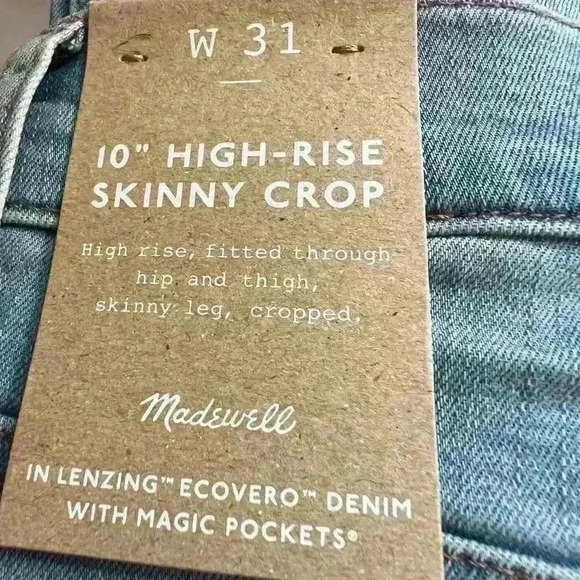 W 31
10" HIGH-RISE
SKINNY CROP
High rise, fitted through
hip and thigh,
skinny leg, cropped.
Madewell
IN LENZING™ ECOVERO™ DENIM
WITH MAGIC POCKETS®